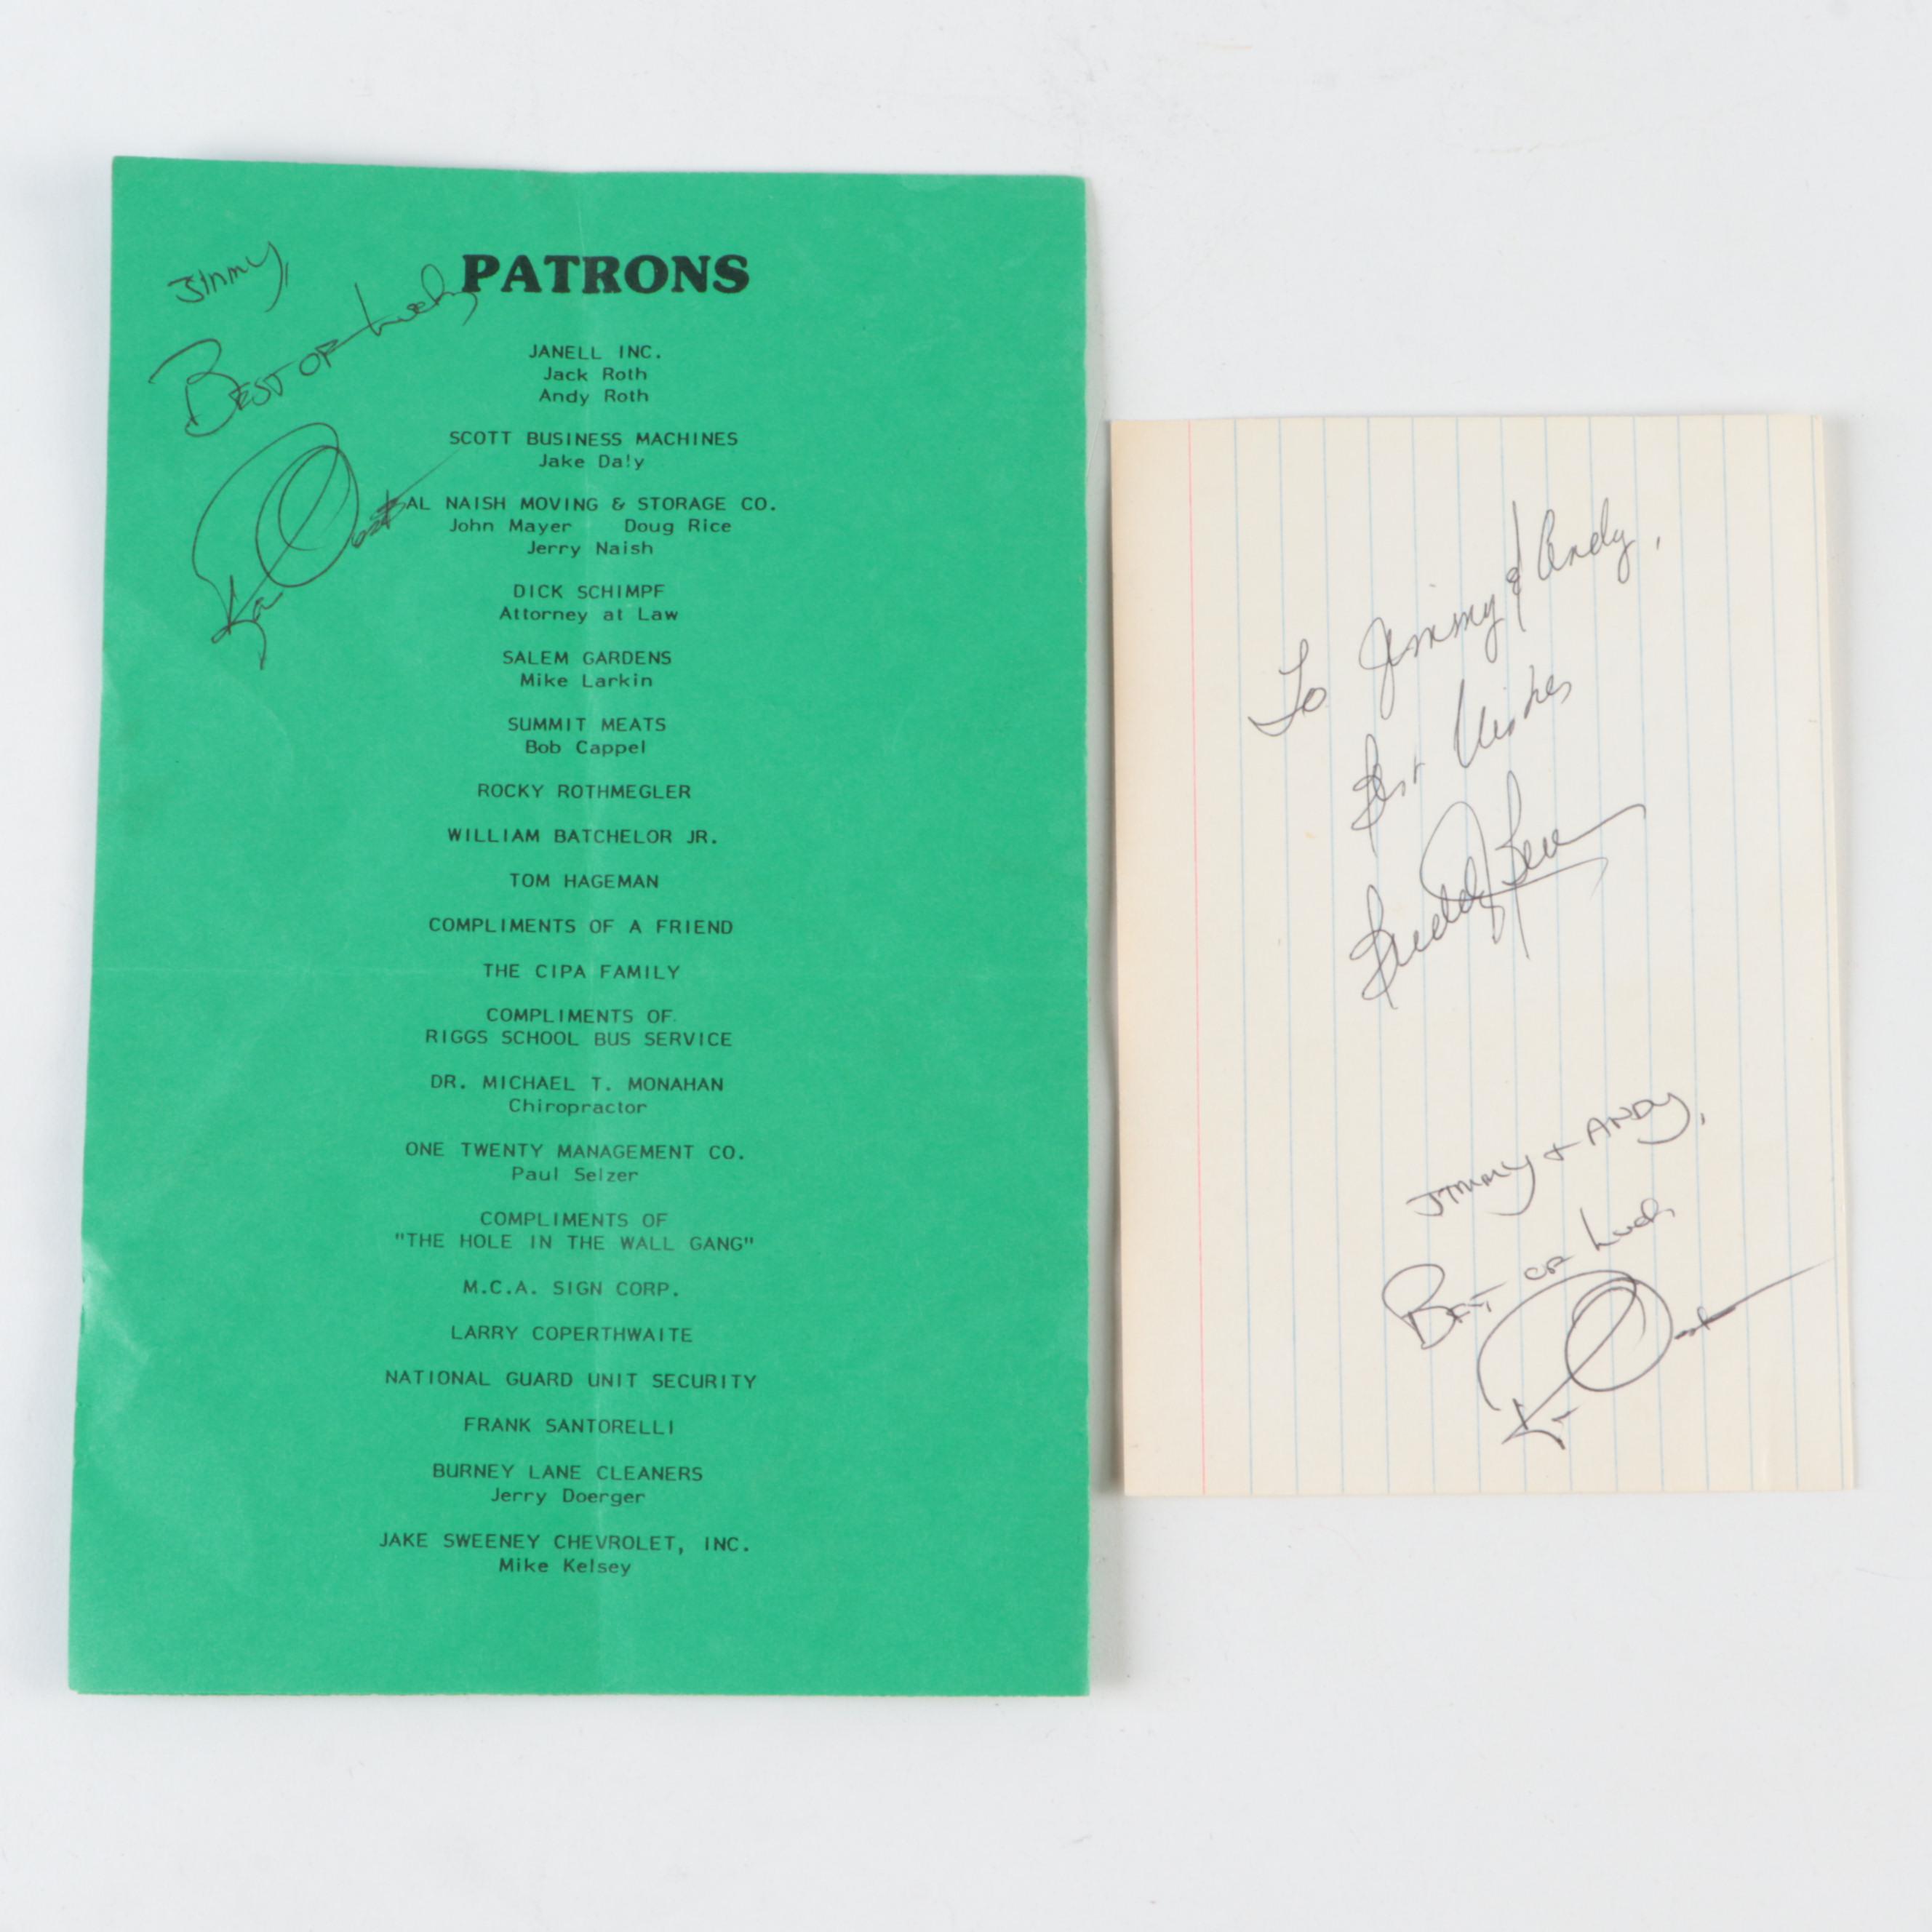 Jimmy,
BEST OF Luck
PATRONS
JANELL INC.
Jack Roth
Andy Roth
SCOTT BUSINESS MACHINES
Jake Daly
AL NAISH MOVING & STORAGE CO.
John Mayer Doug Rice
Jerry Naish
DICK SCHIMPF
Attorney at Law
SALEM GARDENS
Mike Larkin
SUMMIT MEATS
Bob Cappel
ROCKY ROTHMEGLER
WILLIAM BATCHELOR JR.
TOM HAGEMAN
COMPLIMENTS OF A FRIEND
THE CIPA FAMILY
COMPLIMENTS OF
RIGGS SCHOOL BUS SERVICE
DR. MICHAEL T. MONAHAN
Chiropractor
ONE TWENTY MANAGEMENT CO.
Paul Selzer
COMPLIMENTS OF
"THE HOLE IN THE WALL GANG"
M.C.A. SIGN CORP.
LARRY COPERTHWAITE
NATIONAL GUARD UNIT SECURITY
FRANK SANTORELLI
BURNEY LANE CLEANERS
Jerry Doerger
JAKE SWEENEY CHEVROLET, INC.
Mike Kelsey
To Jimmy & Andy,
Best Wishes
Buddy Bell
JIMMY + ANDY,
BEST OF Luck